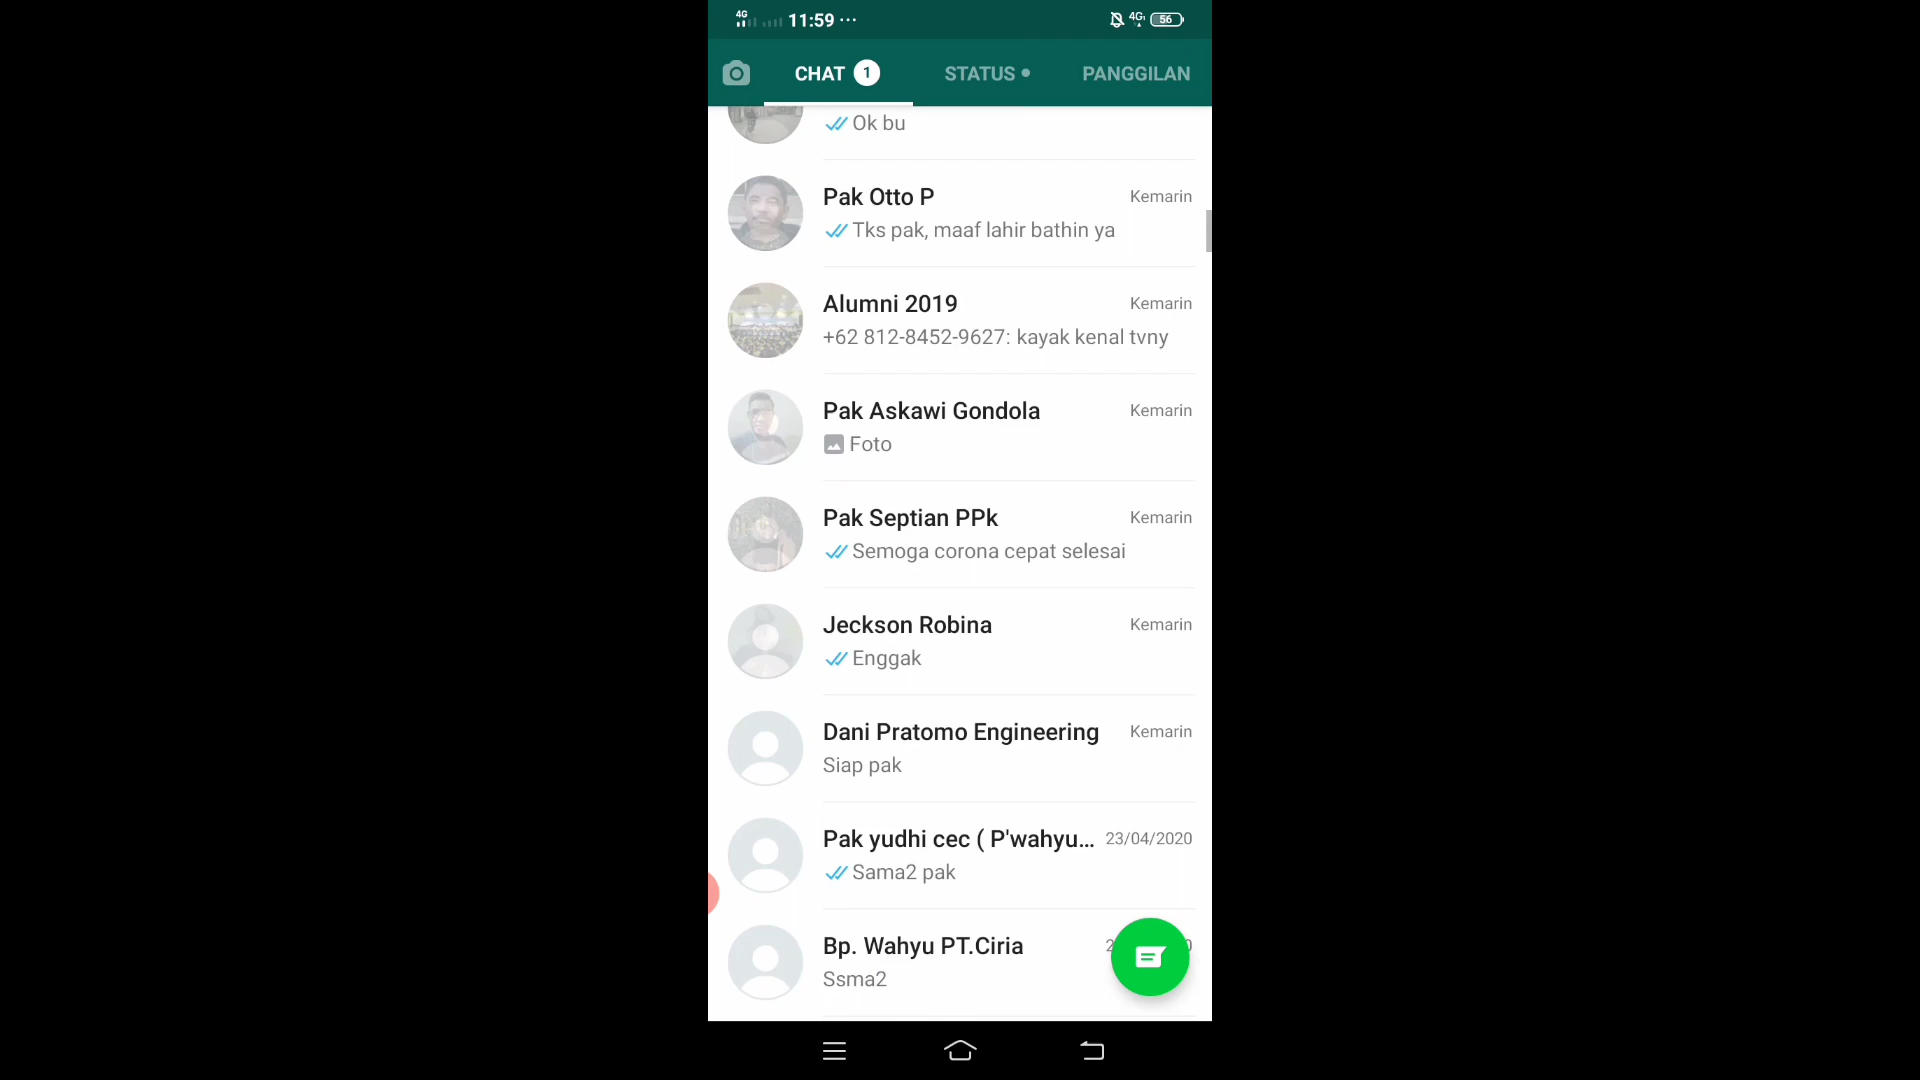 4G 11:59 ... 4G 56
CHAT 1 STATUS PANGGILAN
Ok bu
Pak Otto P Kemarin
Tks pak, maaf lahir bathin ya
Alumni 2019 Kemarin
+62 812-8452-9627: kayak kenal tvny
Pak Askawi Gondola Kemarin
Foto
Pak Septian PPk Kemarin
Semoga corona cepat selesai
Jeckson Robina Kemarin
Enggak
Dani Pratomo Engineering Kemarin
Siap pak
Pak yudhi cec ( P'wahyu... 23/04/2020
Sama2 pak
Bp. Wahyu PT.Ciria
Ssma2